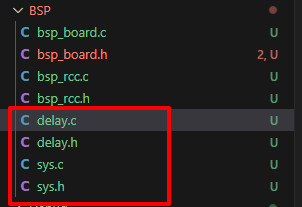 BSP
C bsp_board.c U
C bsp_board.h 2, U
C bsp_rcc.c U
C bsp_rcc.h U
C delay.c U
C delay.h U
C sys.c U
C sys.h U